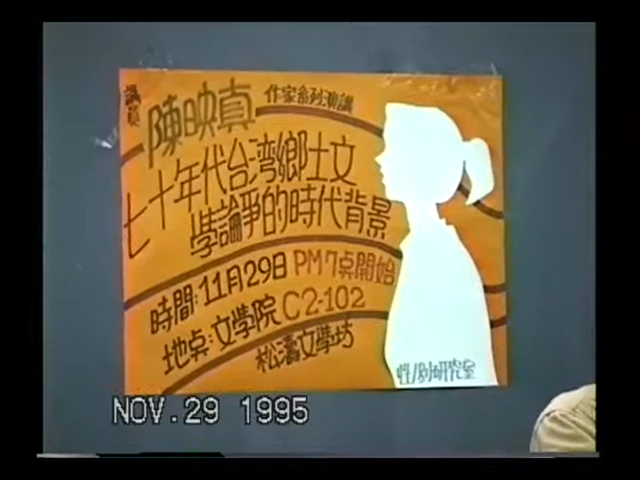 講員
陳映真
作家系列演講
七十年代台湾鄉土文
學論爭的時代背景
時間:11月29日 PM7点開始
地点:文學院 C2-102
松濤文學坊
性/別研究室
NOV. 29 1995